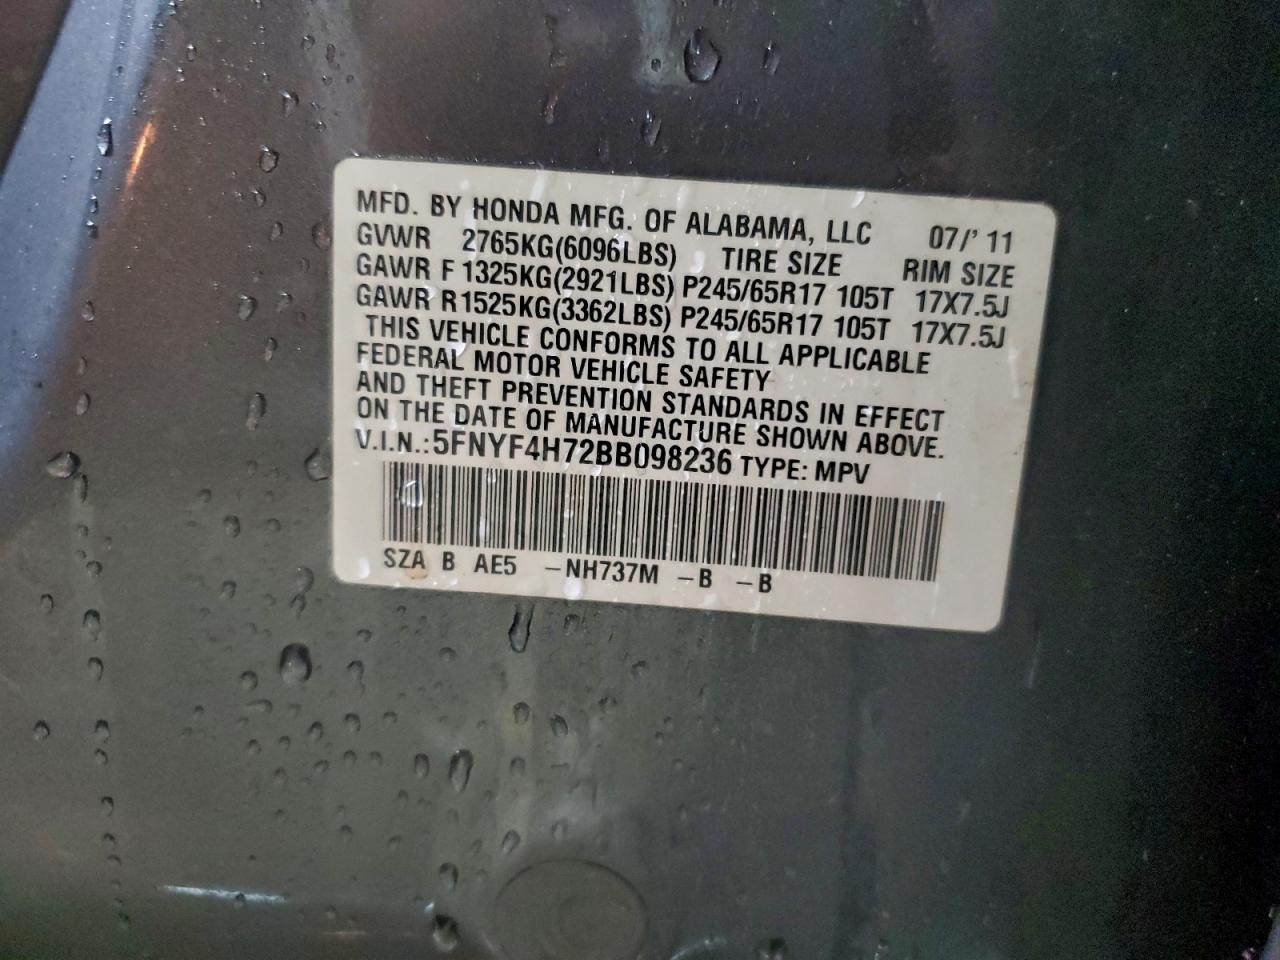 MFD. BY HONDA MFG. OF ALABAMA, LLC 07/' 11
GVWR 2765KG(6096LBS) TIRE SIZE RIM SIZE
GAWR F 1325KG(2921LBS) P245/65R17 105T 17X7.5J
GAWR R1525KG(3362LBS) P245/65R17 105T 17X7.5J
THIS VEHICLE CONFORMS TO ALL APPLICABLE
FEDERAL MOTOR VEHICLE SAFETY
AND THEFT PREVENTION STANDARDS IN EFFECT
ON THE DATE OF MANUFACTURE SHOWN ABOVE.
V.I.N.:5FNYF4H72BB098236 TYPE: MPV
SZA B AE5 –NH737M –B –B